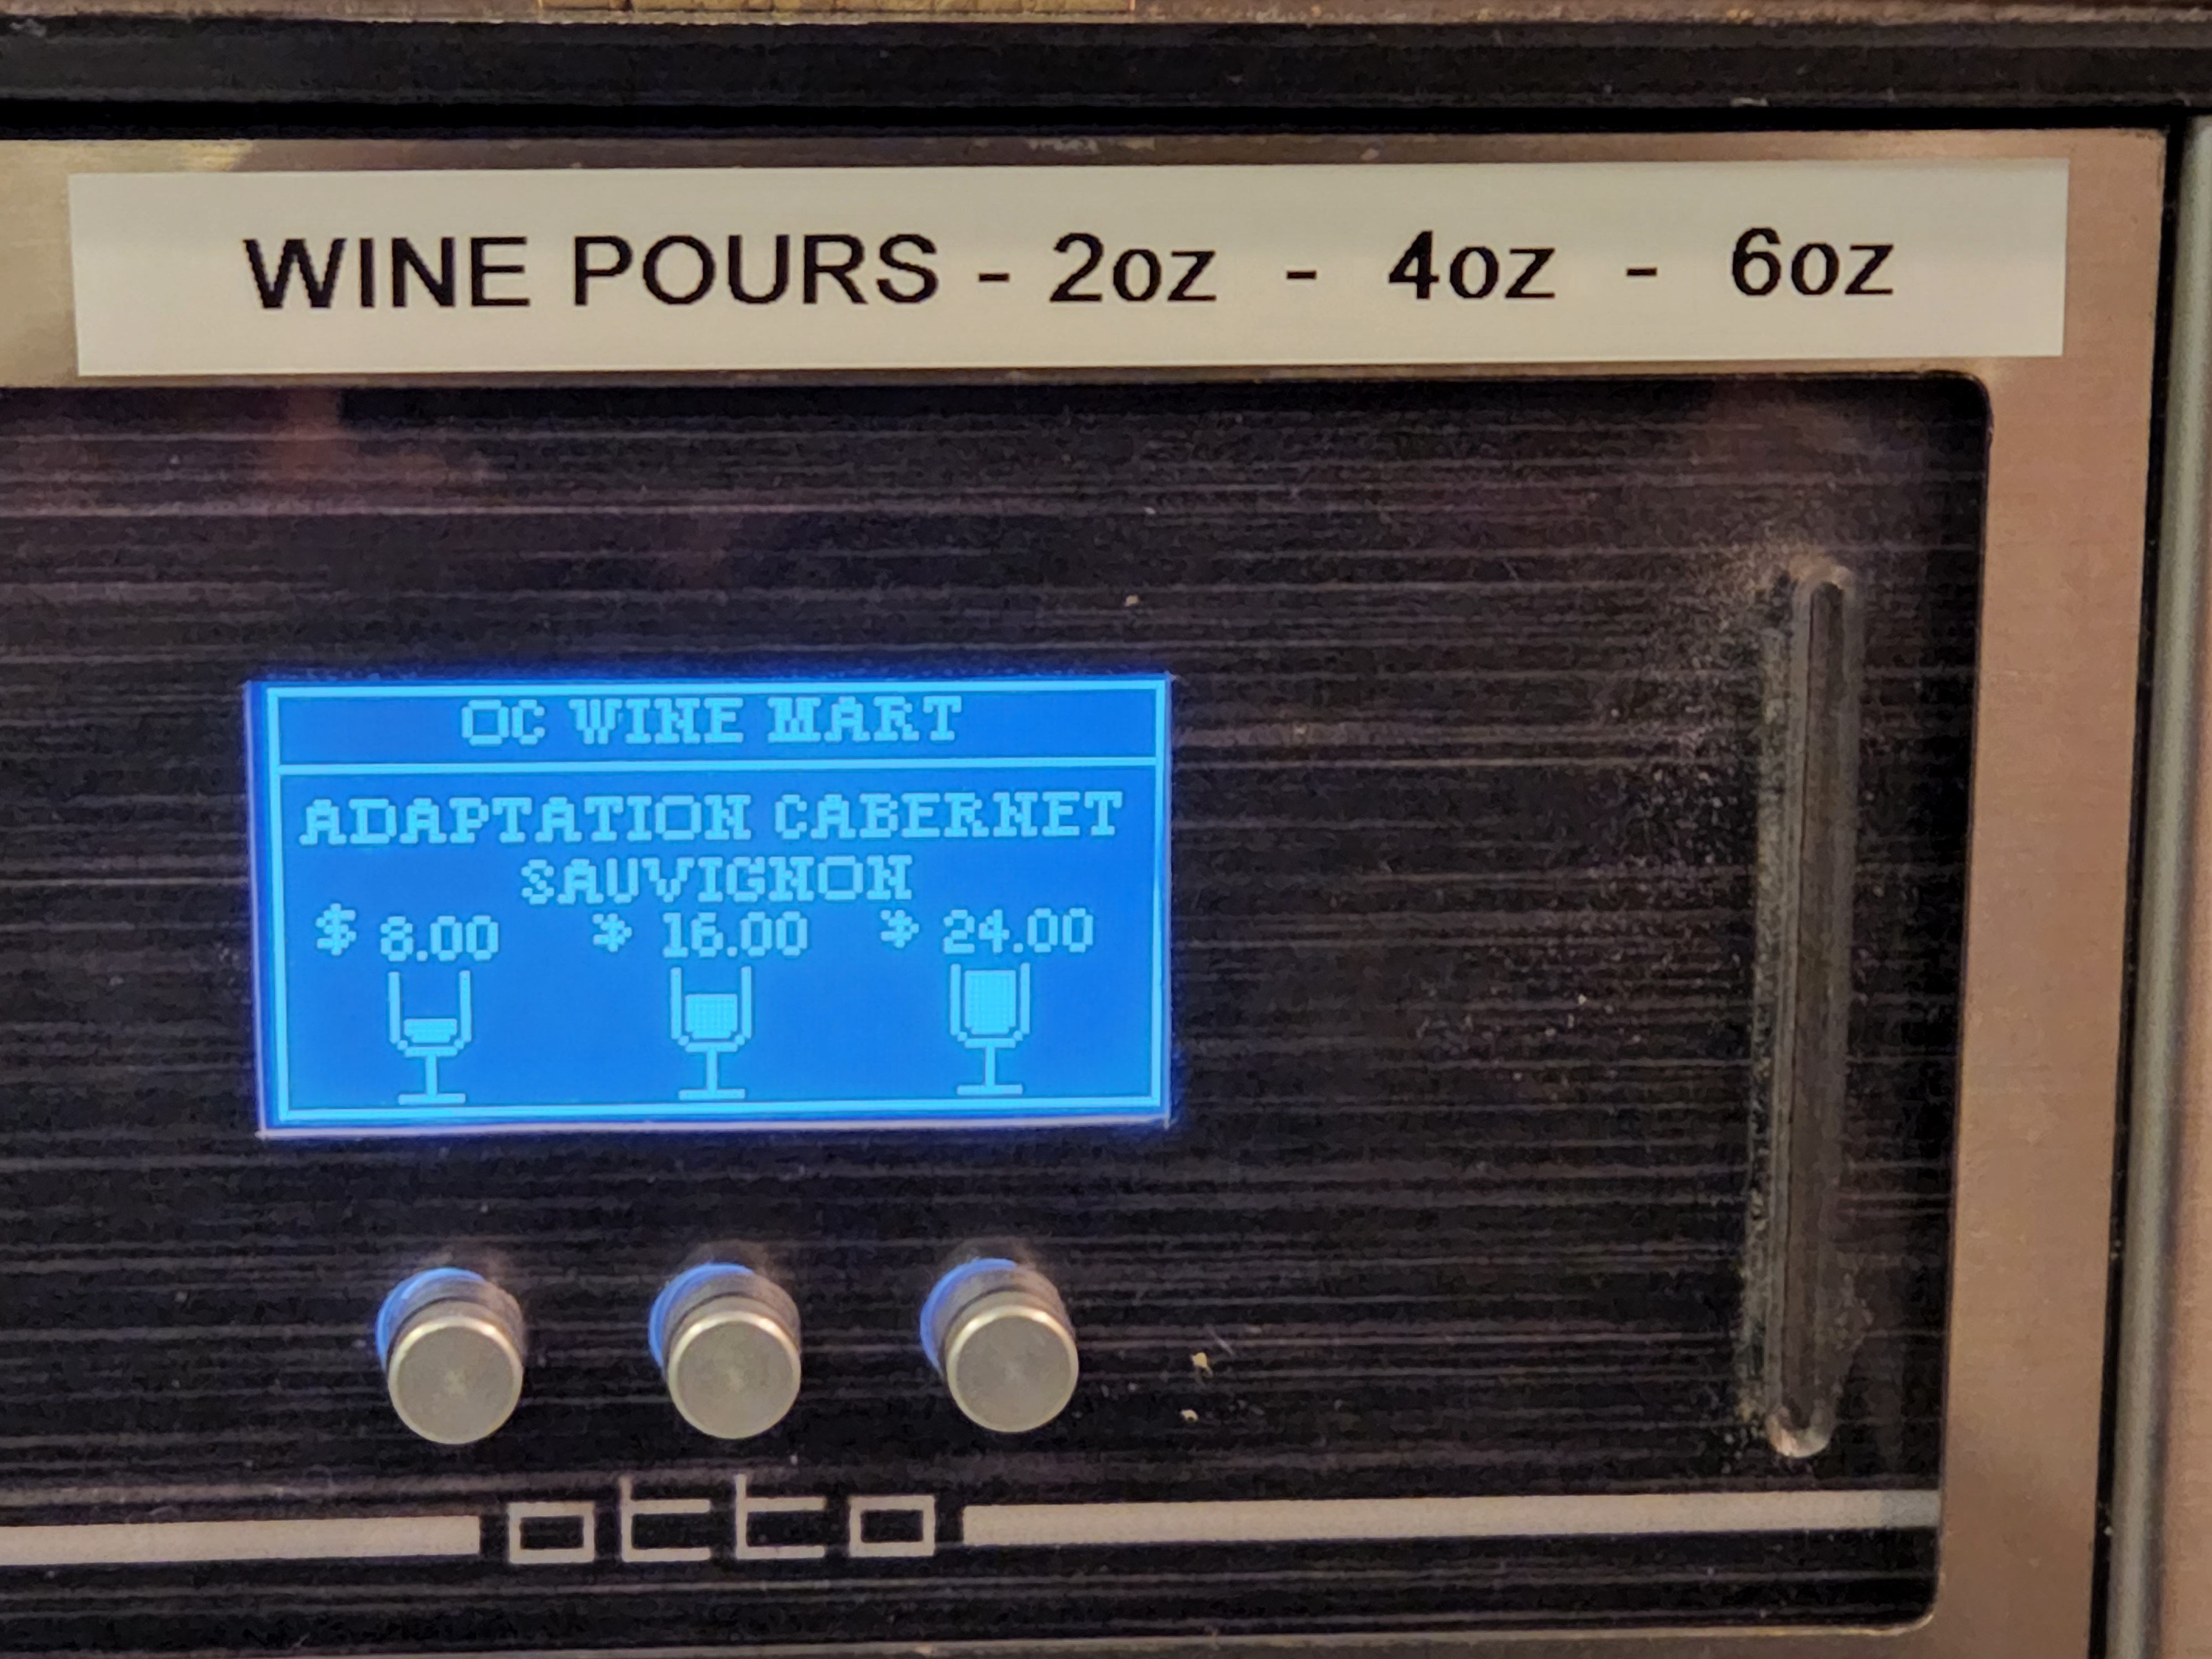 WINE POURS - 2oz - 4oz - 6oz
OC WINE MART
ADAPTATION CABERNET
SAUVIGNON
$ 8.00 $ 16.00 $ 24.00
otto